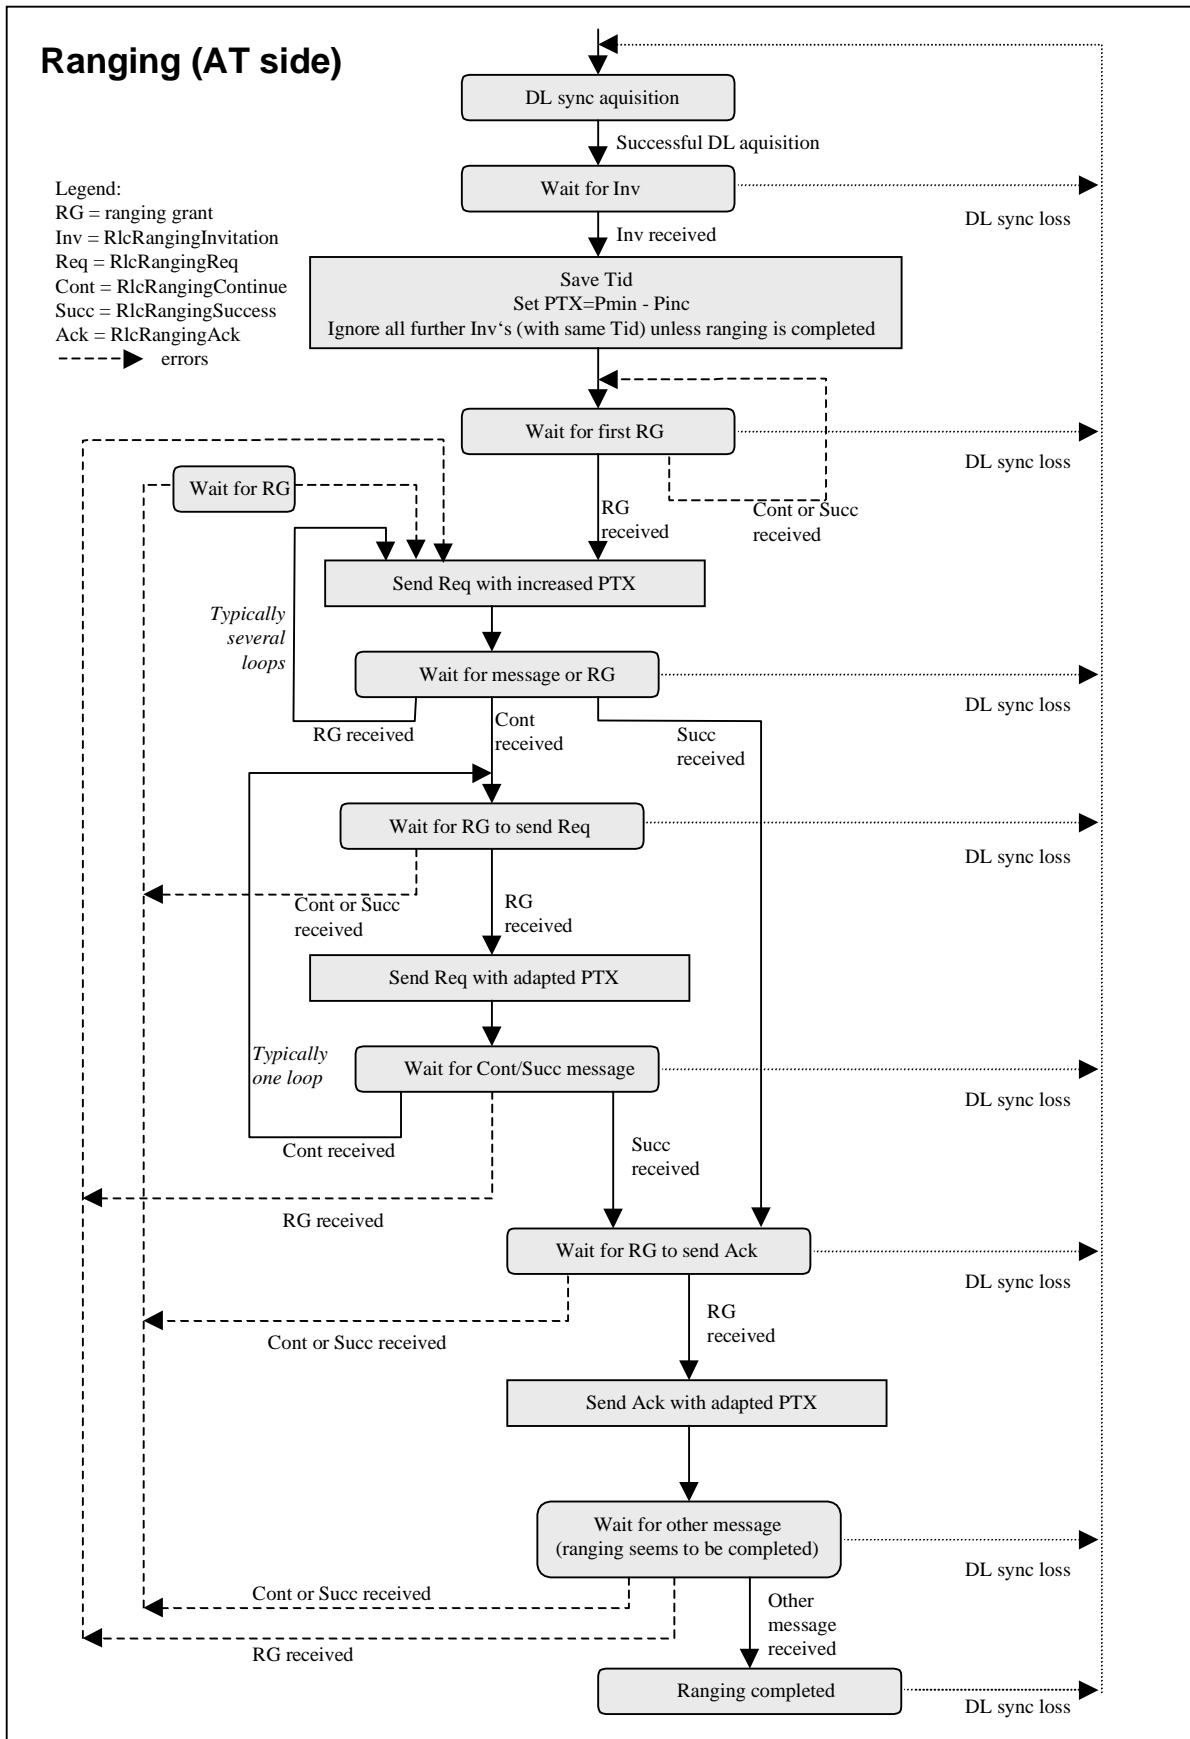 Ranging (AT side)
DL sync aquisition
Successful DL aquisition
Wait for Inv
DL sync loss
Legend:
RG = ranging grant
Inv = RlcRangingInvitation
Req = RlcRangingReq
Cont = RlcRangingContinue
Succ = RlcRangingSuccess
Ack = RlcRangingAck
errors
Inv received
Save Tid
Set PTX=Pmin - Pinc
Ignore all further Inv‘s (with same Tid) unless ranging is completed
Wait for first RG
DL sync loss
Wait for RG
RG
received
Cont or Succ
received
Send Req with increased PTX
Typically
several
loops
Wait for message or RG
DL sync loss
RG received
Cont
received
Succ
received
Wait for RG to send Req
DL sync loss
Cont or Succ
received
RG
received
Send Req with adapted PTX
Typically
one loop
Wait for Cont/Succ message
DL sync loss
Cont received
Succ
received
RG received
Wait for RG to send Ack
DL sync loss
Cont or Succ received
RG
received
Send Ack with adapted PTX
Wait for other message
(ranging seems to be completed)
DL sync loss
Cont or Succ received
Other
message
received
RG received
Ranging completed
DL sync loss